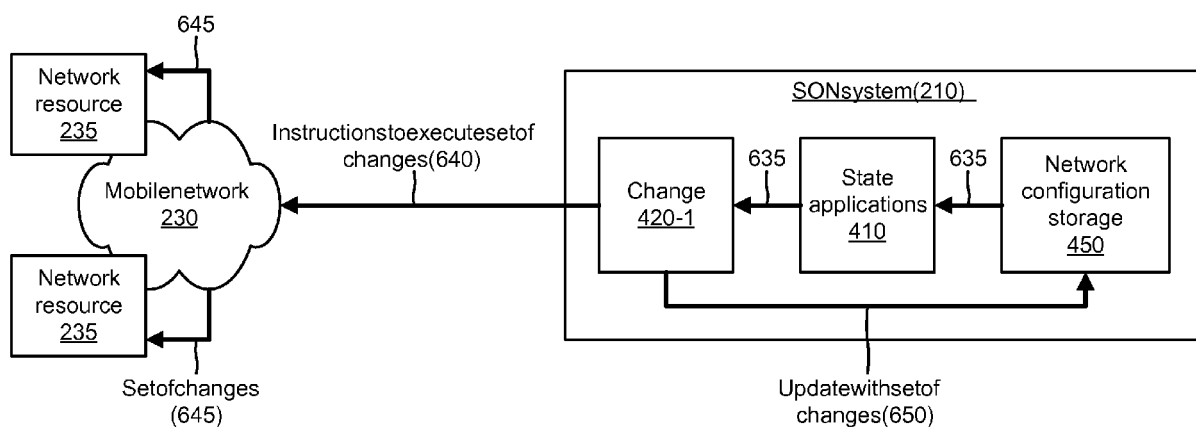 645
Network
resource
235
SONsystem(210)
Instructionstoexecutesetof
changes(640)
Mobilenetwork
230
Change
420-1
635
State
applications
410
635
Network
configuration
storage
450
Network
resource
235
Setofchanges
(645)
Updatewithsetof
changes(650)